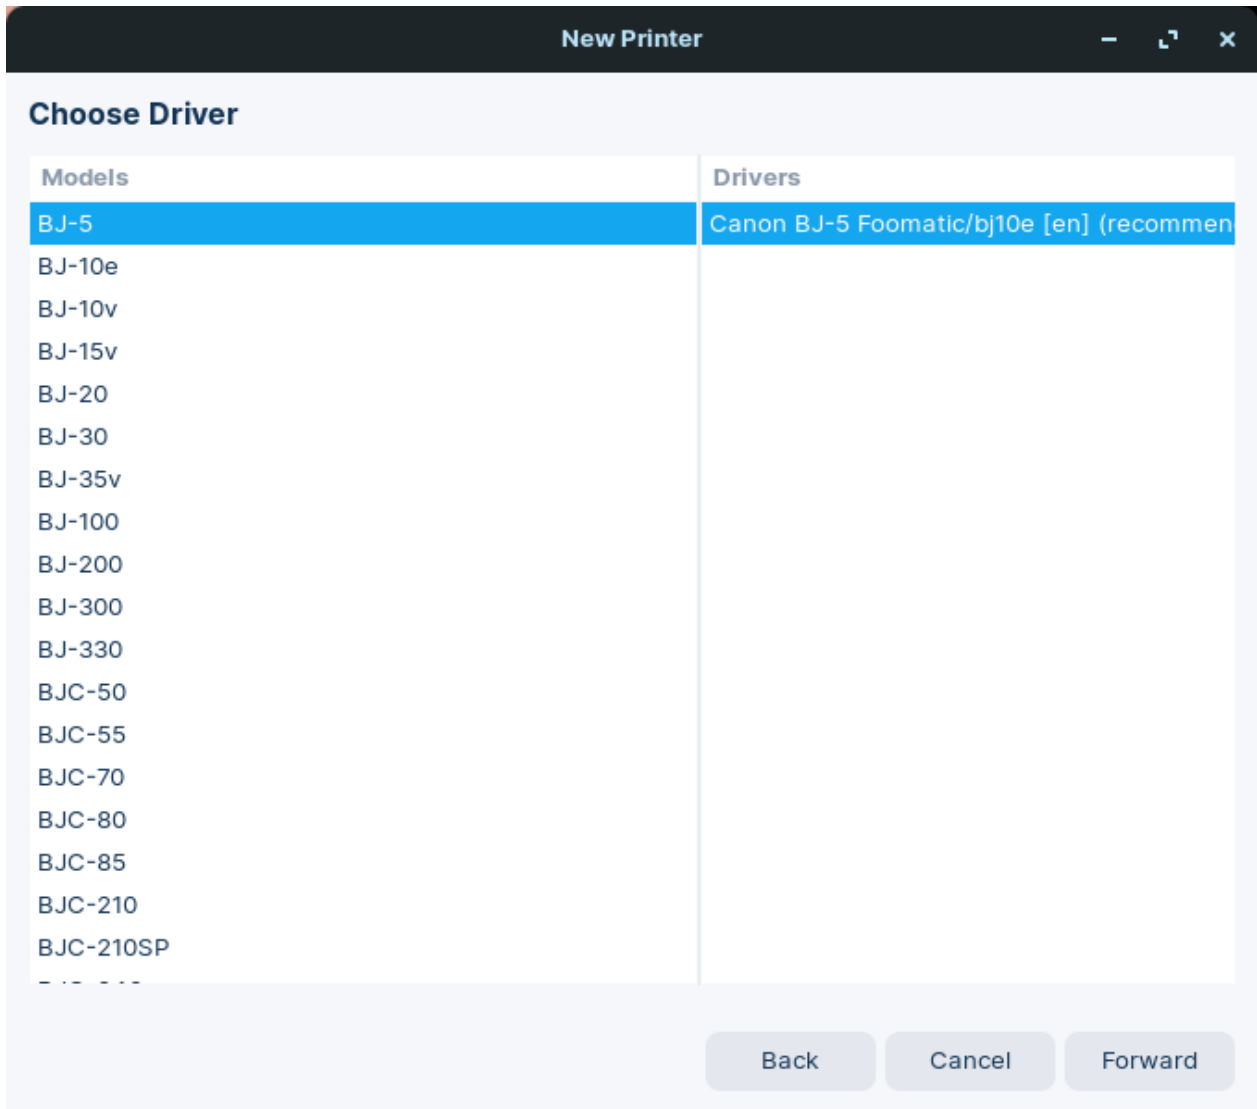 New Printer
Choose Driver
Models
Drivers
BJ-5
Canon BJ-5 Foomatic/bj10e [en] (recommen
BJ-10e
BJ-10v
BJ-15v
BJ-20
BJ-30
BJ-35v
BJ-100
BJ-200
BJ-300
BJ-330
BJC-50
BJC-55
BJC-70
BJC-80
BJC-85
BJC-210
BJC-210SP
Back
Cancel
Forward